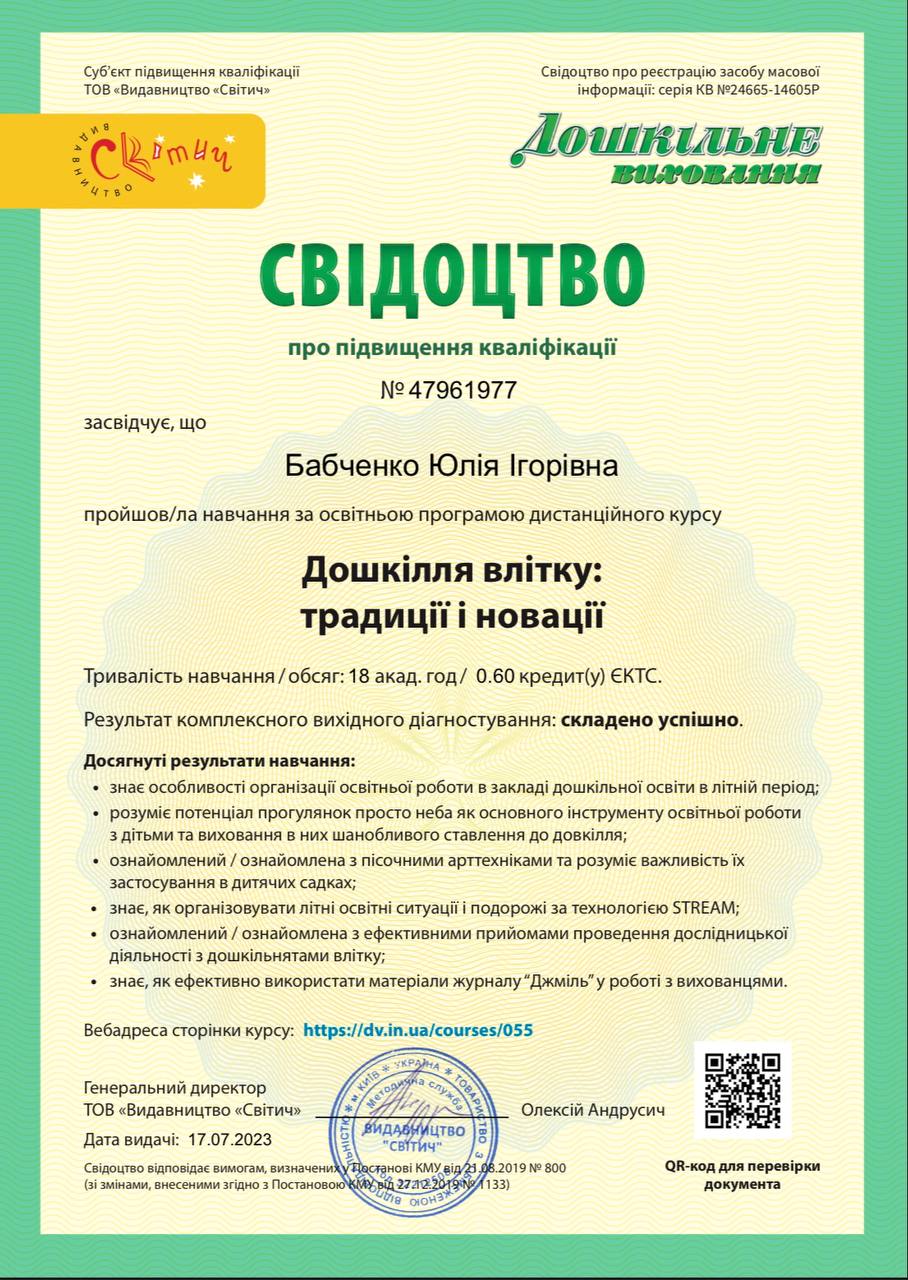 Суб'єкт підвищення кваліфікації
ТОВ «Видавництво «Світич»
Свідоцтво про реєстрацію засобу масової
інформації: серія КВ №24665-14605Р
ВИДАВНИЦТВО
Світич
Дошкільне
виховання
СВІДОЦТВО
про підвищення кваліфікації
№ 47961977
засвідчує, що
Бабченко Юлія Ігорівна
пройшов/ла навчання за освітньою програмою дистанційного курсу
Дошкілля влітку:
традиції і новації
Тривалість навчання / обсяг: 18 акад. год / 0.60 кредит(у) ЄКТС.
Результат комплексного вихідного діагностування: складено успішно.
Досягнуті результати навчання:
• знає особливості організації освітньої роботи в закладі дошкільної освіти в літній період;
• розуміє потенціал прогулянок просто неба як основного інструменту освітньої роботи
з дітьми та виховання в них шанобливого ставлення до довкілля;
• ознайомлений / ознайомлена з пісочними арттехніками та розуміє важливість їх
застосування в дитячих садках;
• знає, як організовувати літні освітні ситуації і подорожі за технологією STREAM;
• ознайомлений / ознайомлена з ефективними прийомами проведення дослідницької
діяльності з дошкільнятами влітку;
• знає, як ефективно використати матеріали журналу “Джміль” у роботі з вихованцями.
Вебадреса сторінки курсу: https://dv.in.ua/courses/055
Генеральний директор
ТОВ «Видавництво «Світич»
Олексій Андрусич
Дата видачі: 17.07.2023
Свідоцтво відповідає вимогам, визначених у Постанові КМУ від 21.08.2019 № 800
(зі змінами, внесеними згідно з Постановою КМУ від 27.12.2019 № 1133)
м. КИЇВ * УКРАЇНА * ТОВАРИСТВО З ОБМЕЖЕНОЮ ВІДПОВІДАЛЬНІСТЮ *
Методична служба
ВИДАВНИЦТВО
"СВІТИЧ"
QR-код для перевірки
документа